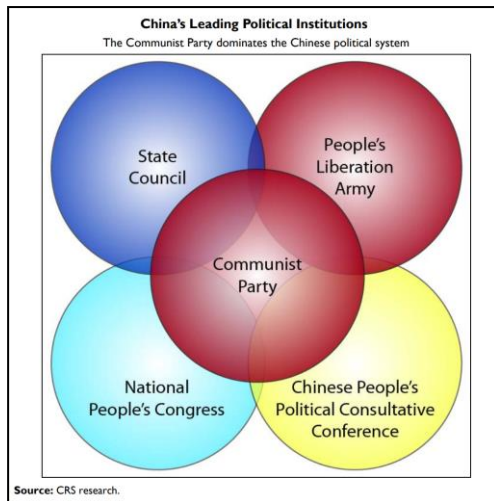 China's Leading Political Institutions
The Communist Party dominates the Chinese political system
State
Council
People's
Liberation
Army
Communist
Party
National
People's Congress
Chinese People's
Political Consultative
Conference
Source: CRS research.